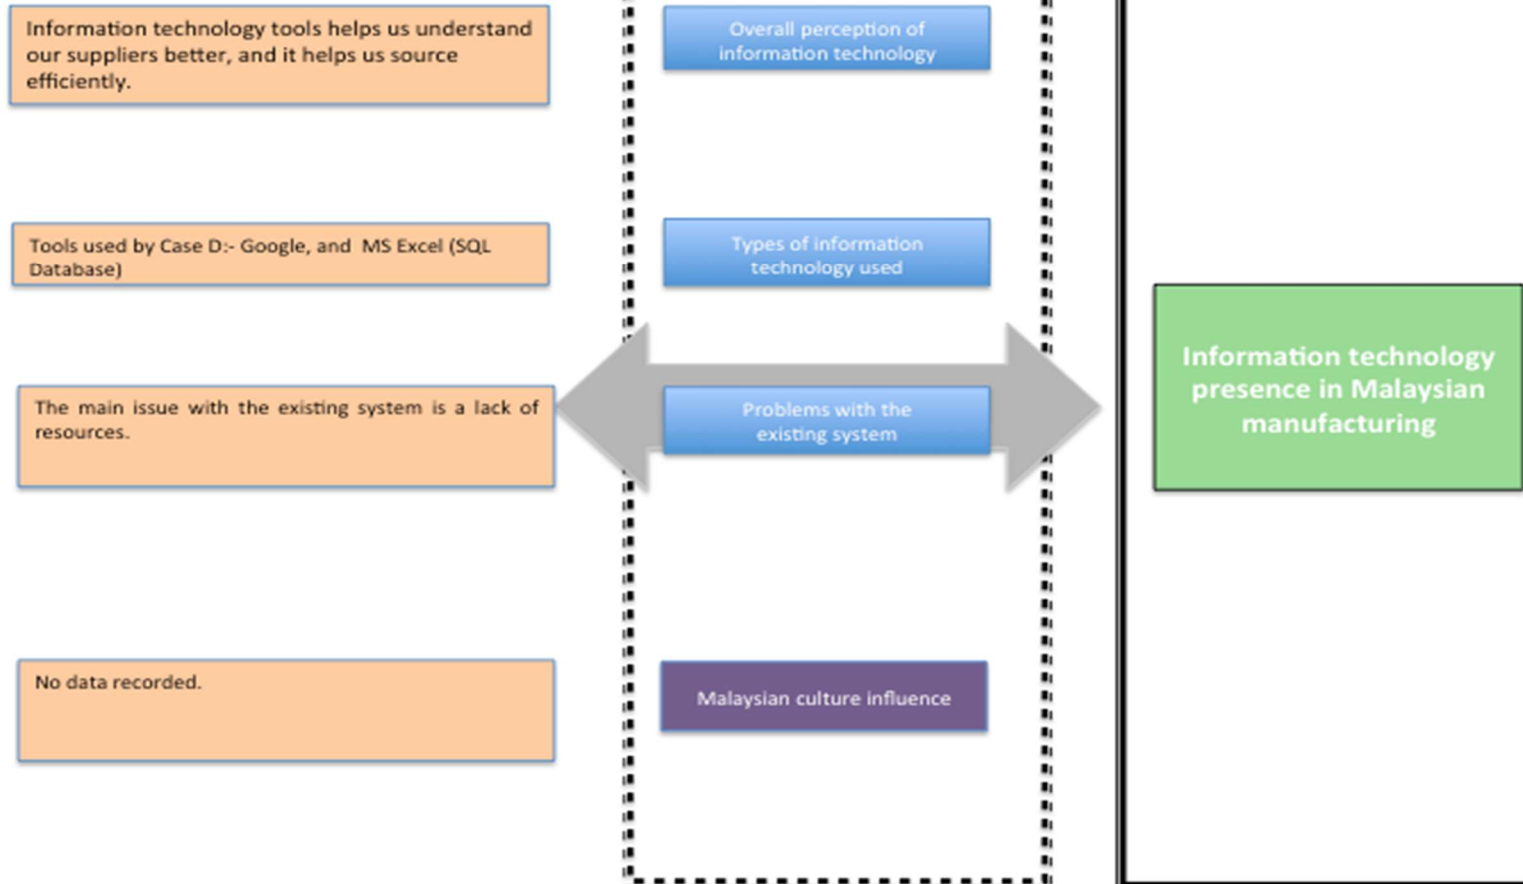 Information technology tools helps us understand
our suppliers better, and it helps us source
efficiently.
Overall perception of
information technology
Tools used by Case D:- Google, and MS Excel (SQL
Database)
Types of information
technology used
The main issue with the existing system is a lack of
resources.
Problems with the
existing system
Information technology
presence in Malaysian
manufacturing
No data recorded.
Malaysian culture influence